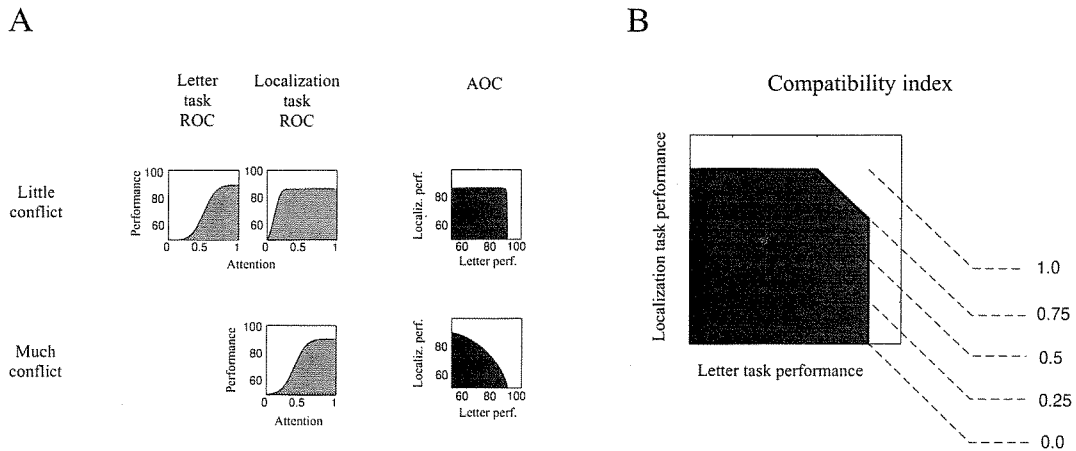 A
Letter
task
ROC
Localization
task
ROC
AOC
Little
conflict
Performance
100
80
60
0 0.5 1
0 0.5 1
Attention
Localiz. perf.
80
60
60 80 100
Letter perf.
Much
conflict
Performance
100
80
60
0 0.5 1
Attention
Localiz. perf.
80
60
60 80 100
Letter perf.
B
Compatibility index
Localization task performance
Letter task performance
1.0
0.75
0.5
0.25
0.0